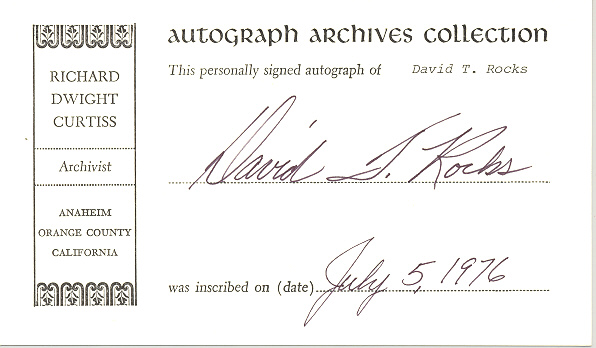 RICHARD
DWIGHT
CURTISS
Archivist
ANAHEIM
ORANGE COUNTY
CALIFORNIA
autograph archives collection
This personally signed autograph of David T. Rocks
David T. Rocks
was inscribed on (date) July 5, 1976